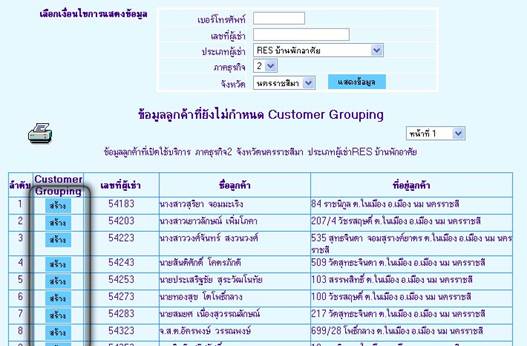 เลือกเงื่อนไขการแสดงข้อมูล
เบอร์โทรศัพท์
เลขที่ผู้เช่า
ประเภทผู้เช่า RES บ้านพักอาศัย
ภาคธุรกิจ 2
จังหวัด นครราชสีมา แสดงข้อมูล
ข้อมูลลูกค้าที่ยังไม่กำหนด Customer Grouping
หน้าที่ 1
ข้อมูลลูกค้าที่เปิดใช้บริการ ภาคธุรกิจ2 จังหวัดนครราชสีมา ประเภทผู้เช่าRES บ้านพักอาศัย
ลำดับ Customer Grouping เลขที่ผู้เช่า ชื่อลูกค้า ที่อยู่ลูกค้า
1 สร้าง 54183 นางสาวสุริยา จอมมะเริง 84 ราชนิกูล ต.ในเมือง อ.เมือง นม นครราชสี
2 สร้าง 54203 นางสาวเยาวลักษณ์ เพิ่มโภคา 207/4 วัชรสฤษดิ์ ต.ในเมือง อ.เมือง นม นครราชสี
3 สร้าง 54223 นางสาววงศ์จันทร์ สงวนวงศ์ 535 สุทธจินดา จอมสุรางค์ยาตร ต.ในเมือง อ.เมือง นม นคร
ราชสี
4 สร้าง 54243 นายสันติศักดิ์ โคตรภักดี 509 วัดสุทธจินดา ต.ในเมือง อ.เมือง นม นครราชสี
5 สร้าง 54253 นายประเสริฐชัย สุระวัฒโนทัย 103 สรรพสิทธิ์ ต.ในเมือง อ.เมือง นม นครราชสี
6 สร้าง 54273 นายทองสุข โตโพธิ์กลาง 100 วัชรสฤษดิ์ ต.ในเมือง อ.เมือง นม นครราชสี
7 สร้าง 54283 นายสมยศ เนื่องสุวรรณลักษณ์ 217 วัดสุทธจินดา ต.ในเมือง อ.เมือง นม นครราชสี
8 สร้าง 54323 จ.ส.ต.อัครพงษ์ วรรณพงษ์ 699/28 โพธิ์กลาง ต.ในเมือง อ.เมือง นม นครราชสี